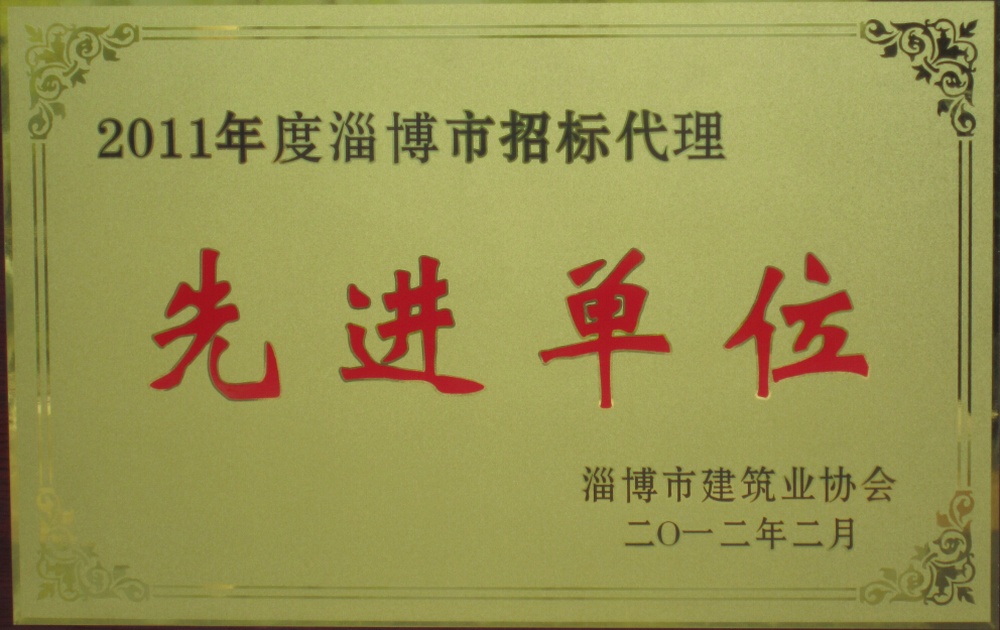 2011年度淄博市招标代理
先进单位
淄博市建筑业协会
二〇一二年二月